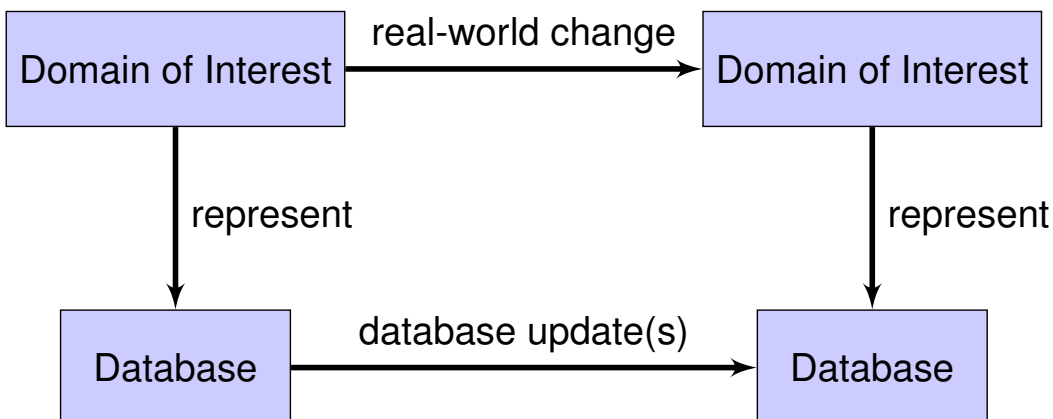 real-world change
Domain of Interest
Domain of Interest
represent
represent
database update(s)
Database
Database